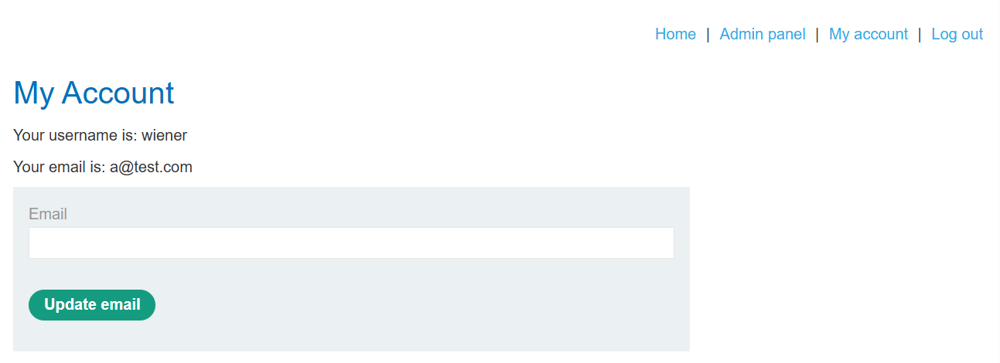 Home | Admin panel | My account | Log out
My Account
Your username is: wiener
Your email is: a@test.com
Email
Update email